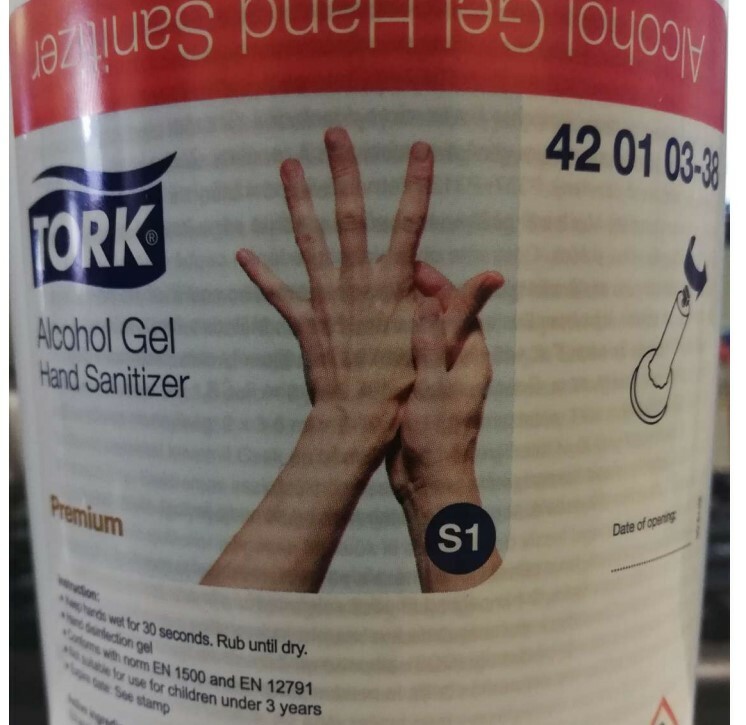 Alcohol Gel Hand Sanitizer
42 01 03-38
TORK®
Alcohol Gel
Hand Sanitizer
Premium
S1
Date of opening:
Instruction:
• Keep hands wet for 30 seconds. Rub until dry.
• Hand disinfection gel
• Conforms with norm EN 1500 and EN 12791
• Not suitable for use for children under 3 years
• Expire date: See stamp